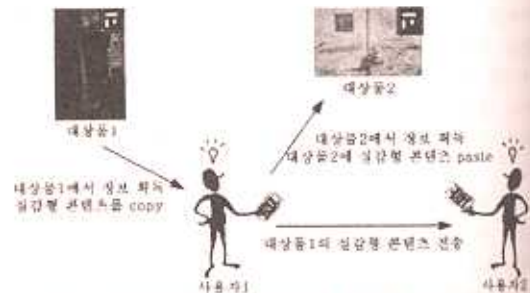 대상물1
대상물2
대상물2에서 정보 획득
대상물2에 실감형 콘텐츠 paste
대상물1에서 정보 획득
실감형 콘텐츠를 copy
대상물1의 실감형 콘텐츠 전송
사용자1
사용자2